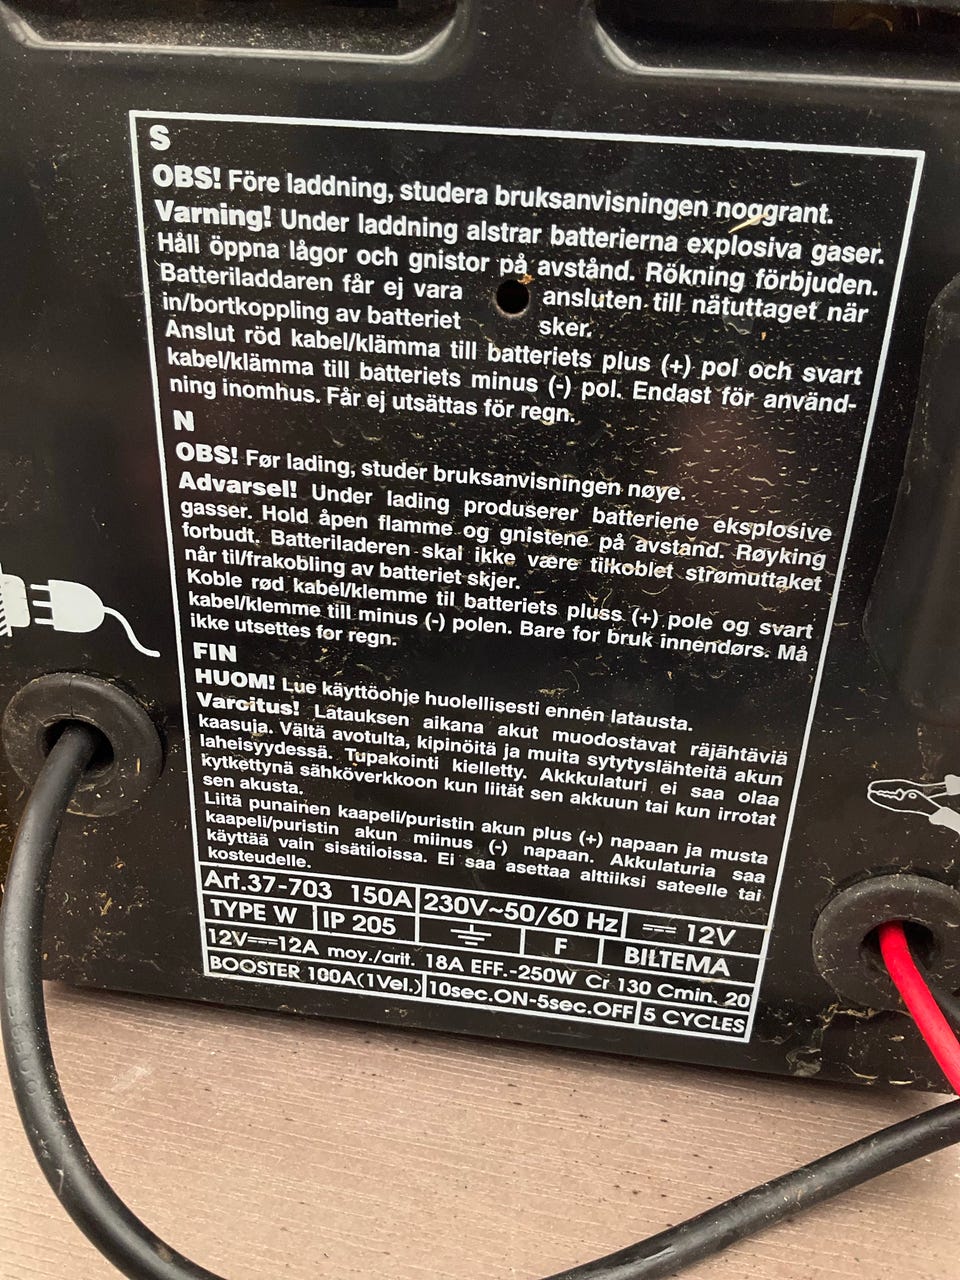 S
OBS! Före laddning, studera bruksanvisningen noggrant.
Varning! Under laddning alstrar batterierna explosiva gaser.
Håll öppna lågor och gnistor på avstånd. Rökning förbjuden.
Batteriladdaren får ej vara ansluten till nätuttaget när
in/bortkoppling av batteriet sker.
Anslut röd kabel/klämma till batteriets plus (+) pol och svart
kabel/klämma till batteriets minus (-) pol. Endast för använd-
ning inomhus. Får ej utsättas för regn.
N
OBS! Før lading, studer bruksanvisningen nøye.
Advarsel! Under lading produserer batteriene eksplosive
gasser. Hold åpen flamme og gnistene på avstand. Røyking
forbudt. Batteriladeren skal ikke være tilkoblet strømuttaket
når til/frakobling av batteriet skjer.
Koble rød kabel/klemme til batteriets pluss (+) pole og svart
kabel/klemme till minus (-) polen. Bare for bruk innendørs. Må
ikke utsettes for regn.
FIN
HUOM! Lue käyttöohje huolellisesti ennen latausta.
Varoitus! Latauksen aikana akut muodostavat räjähtäviä
kaasuja. Vältä avotulta, kipinöitä ja muita sytytyslähteitä akun
laheisyydessä. Tupakointi kielletty. Akkkulaturi ei saa olaa
kytkettynä sähköverkkoon kun liität sen akkuun tai kun irrotat
sen akusta.
Liitä punainen kaapeli/puristin akun plus (+) napaan ja musta
kaapeli/puristin akun miinus (-) napaan. Akkulaturia saa
käyttää vain sisätiloissa. Ei saa asettaa alttiiksi sateelle tai
kosteudelle.
Art.37-703 150A 230V~50/60 Hz ⎓ 12V
TYPE W IP 205 ⏚ F BILTEMA
12V⎓12A moy./arit. 18A EFF.-250W Cr 130 Cmin. 20
BOOSTER 100A(1Vel.) 10sec.ON-5sec.OFF 5 CYCLES